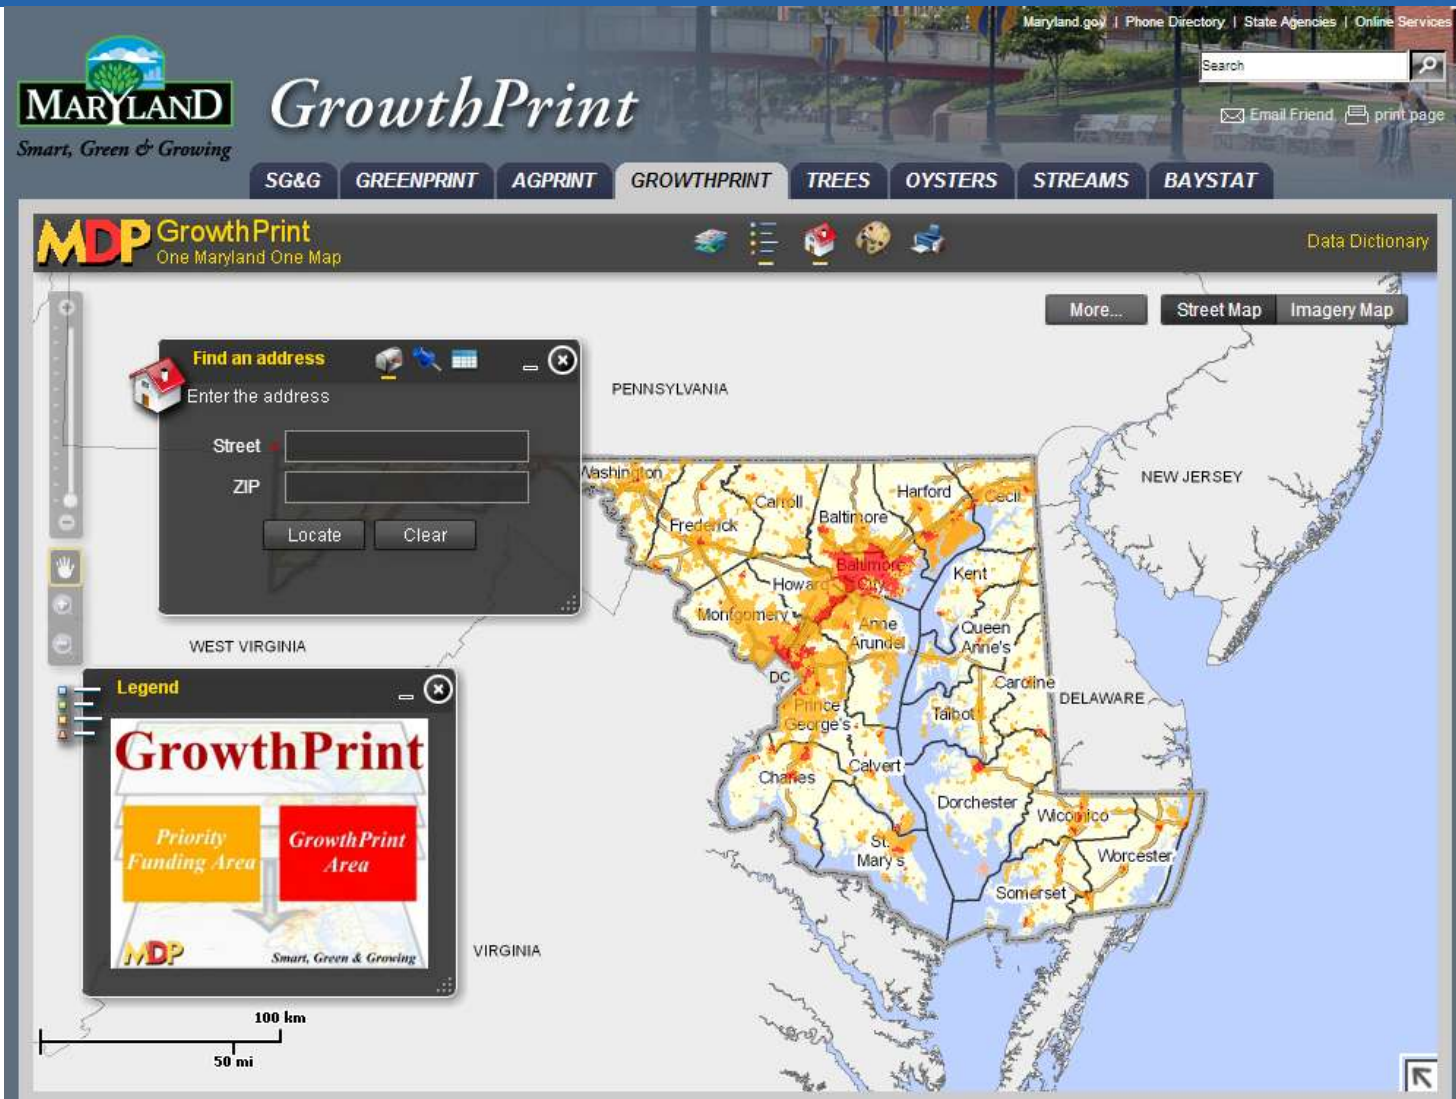 Maryland.gov | Phone Directory | State Agencies | Online Services
Search
MARYLAND
Smart, Green & Growing
GrowthPrint
Email Friend print page
SG&G GREENPRINT AGPRINT GROWTHPRINT TREES OYSTERS STREAMS BAYSTAT
MDP
GrowthPrint
One Maryland One Map
Data Dictionary
More... Street Map Imagery Map
Find an address
Enter the address
Street *
ZIP
Locate Clear
PENNSYLVANIA
NEW JERSEY
Washington
Carroll
Harford
Cecil
Frederick
Baltimore
Baltimore
City
Howard
Kent
Montgomery
Anne
Arundel
Queen
Anne's
WEST VIRGINIA
DC
Caroline
DELAWARE
Prince
George's
Talbot
Charles
Calvert
Dorchester
Wicomico
St.
Mary's
Worcester
Somerset
VIRGINIA
Legend
GrowthPrint
Priority
Funding Area
GrowthPrint
Area
MDP
Smart, Green & Growing
100 km
50 mi